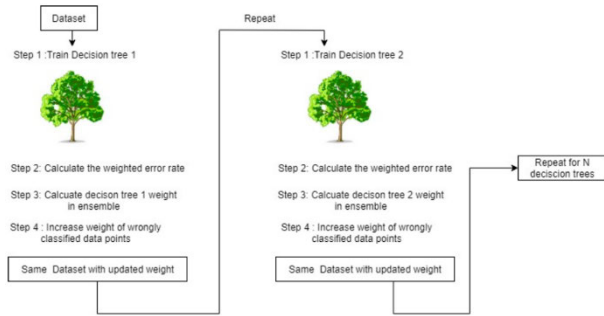 Dataset
Step 1 :Train Decision tree 1
Step 2: Calculate the weighted error rate
Step 3: Calcuate decison tree 1 weight
in ensemble
Step 4 : Increase weight of wrongly
classified data points
Same Dataset with updated weight
Repeat
Step 1 :Train Decision tree 2
Step 2: Calculate the weighted error rate
Step 3: Calcuate decison tree 2 weight
in ensemble
Step 4 : Increase weight of wrongly
classified data points
Same Dataset with updated weight
Repeat for N
deciscion trees